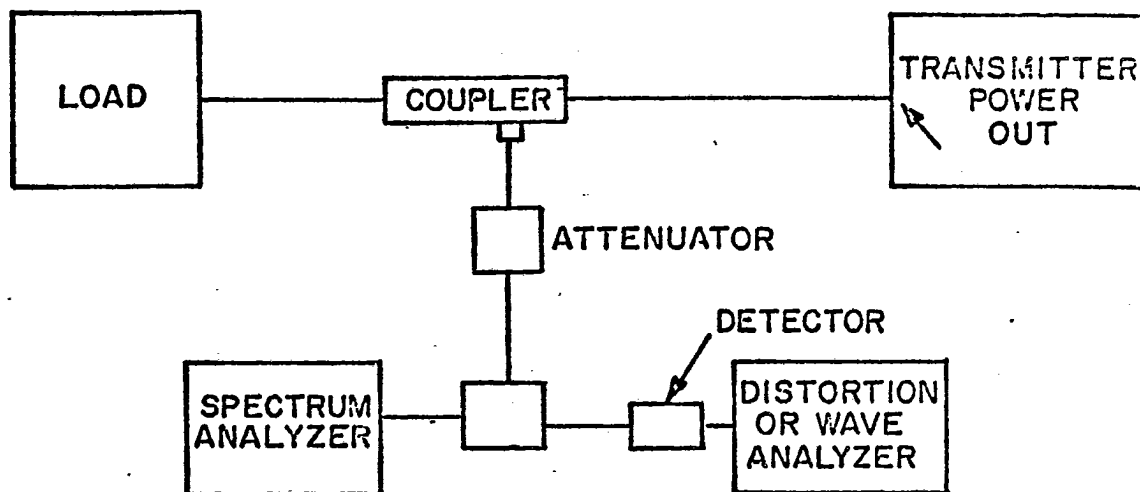 LOAD
COUPLER
TRANSMITTER
POWER
OUT
ATTENUATOR
DETECTOR
SPECTRUM
ANALYZER
DISTORTION
OR WAVE
ANALYZER